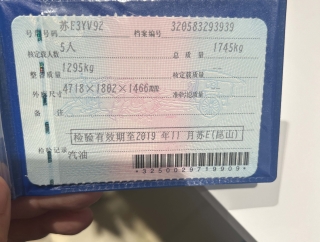 号牌号码 苏E3YV92 档案编号 320583293939
核定载人数 5人 总质量 1745kg
整备质量 1295kg 核定载质量
外廓尺寸 4718×1802×1466mm 准牵引总质量
备注
检验有效期至2019年11月苏E(昆山)
检验记录 汽油
*3250029719909*